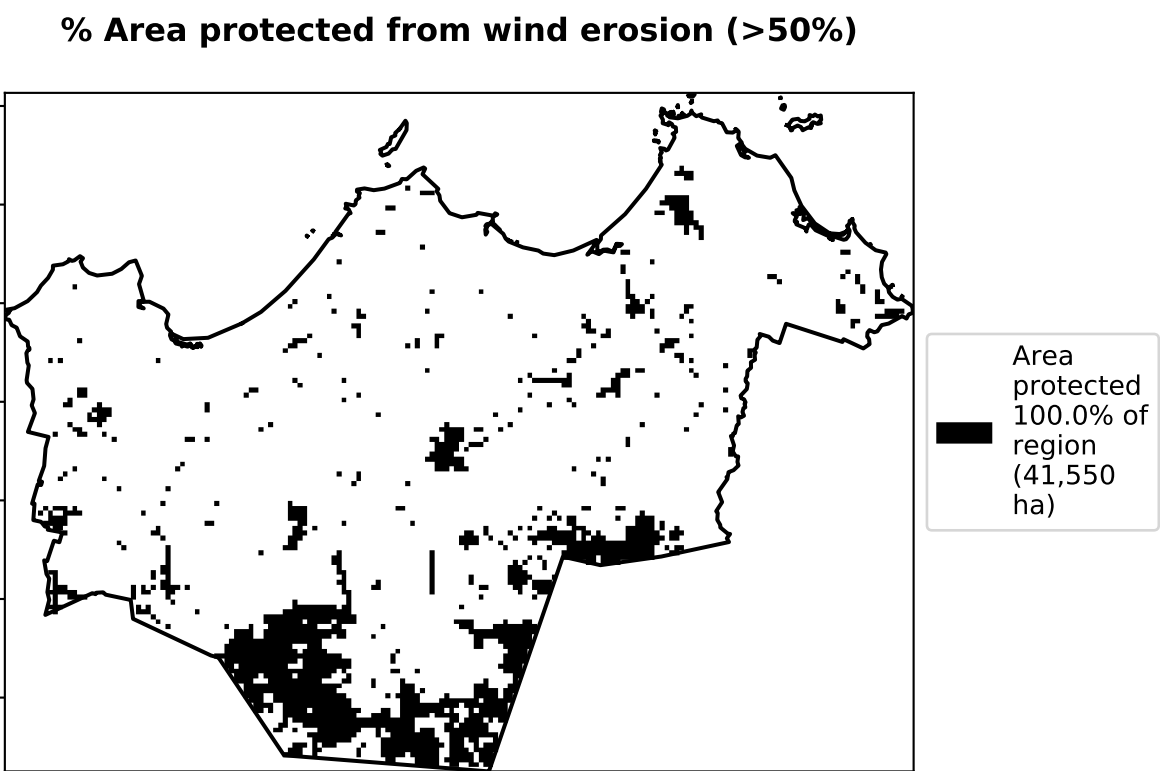 % Area protected from wind erosion (>50%)
Area
protected
100.0% of
region
(41,550
ha)